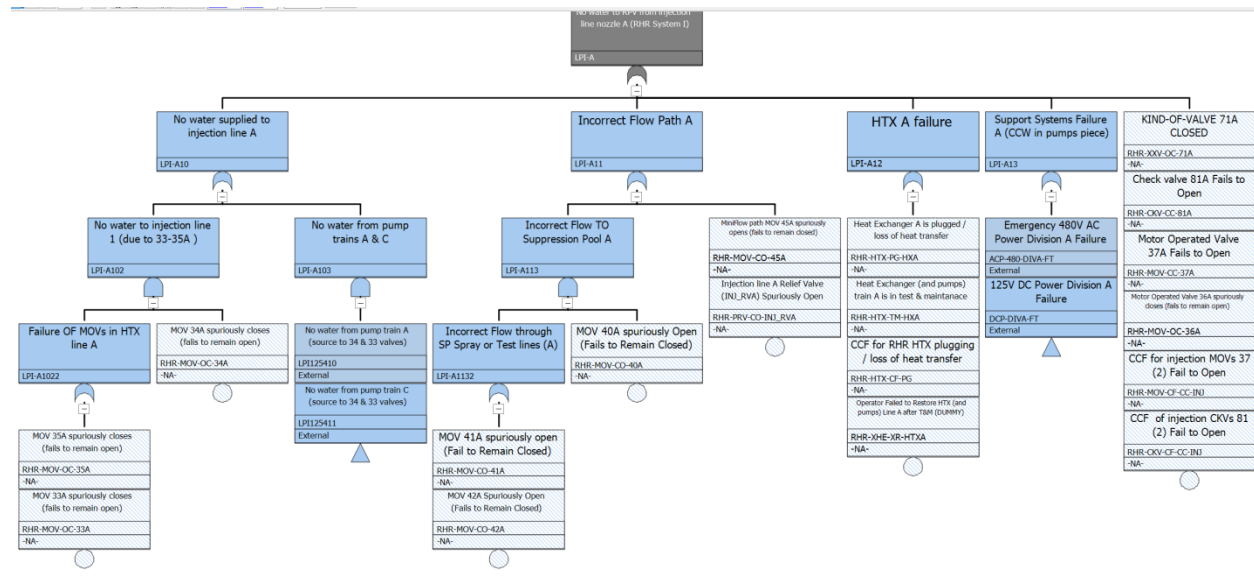 No water to RPV from injection
line nozzle A (RHR System I)
LPI-A
No water supplied to
injection line A
LPI-A10
Incorrect Flow Path A
LPI-A11
HTX A failure
LPI-A12
Support Systems Failure
A (CCW in pumps piece)
LPI-A13
KIND-OF-VALVE 71A
CLOSED
RHR-XXV-OC-71A
-NA-
Check valve 81A Fails to
Open
RHR-CKV-CC-81A
-NA-
Motor Operated Valve
37A Fails to Open
RHR-MOV-CC-37A
-NA-
Motor Operated Valve 36A spuriously
closes (fails to remain open)
RHR-MOV-OC-36A
-NA-
CCF for injection MOVs 37
(2) Fail to Open
RHR-MOV-CF-CC-INJ
-NA-
CCF of injection CKVs 81
(2) Fail to Open
RHR-CKV-CF-CC-INJ
-NA-
No water to injection line
1 (due to 33-35A )
LPI-A102
No water from pump
trains A & C
LPI-A103
Incorrect Flow TO
Suppression Pool A
LPI-A113
MiniFlow path MOV 45A spuriously
opens (fails to remain closed)
RHR-MOV-CO-45A
-NA-
Injection line A Relief Valve
(INJ_RVA) Spuriously Open
RHR-PRV-CO-INJ_RVA
-NA-
Heat Exchanger A is plugged /
loss of heat transfer
RHR-HTX-PG-HXA
-NA-
Heat Exchanger (and pumps)
train A is in test & maintanace
RHR-HTX-TM-HXA
-NA-
CCF for RHR HTX plugging
/ loss of heat transfer
RHR-HTX-CF-PG
-NA-
Operator Failed to Restore HTX (and
pumps) Line A after T&M (DUMMY)
RHR-XHE-XR-HTXA
-NA-
Emergency 480V AC
Power Division A Failure
ACP-480-DIVA-FT
External
125V DC Power Division A
Failure
DCP-DIVA-FT
External
Failure OF MOVs in HTX
line A
LPI-A1022
MOV 34A spuriously closes
(fails to remain open)
RHR-MOV-OC-34A
-NA-
No water from pump train A
(source to 34 & 33 valves)
LPI125410
External
No water from pump train C
(source to 34 & 33 valves)
LPI125411
External
Incorrect Flow through
SP Spray or Test lines (A)
LPI-A1132
MOV 40A spuriously Open
(Fails to Remain Closed)
RHR-MOV-CO-40A
-NA-
MOV 35A spuriously closes
(fails to remain open)
RHR-MOV-OC-35A
-NA-
MOV 33A spuriously closes
(fails to remain open)
RHR-MOV-OC-33A
-NA-
MOV 41A spuriously open
(Fail to Remain Closed)
RHR-MOV-CO-41A
-NA-
MOV 42A Spuriously Open
(Fails to Remain Closed)
RHR-MOV-CO-42A
-NA-